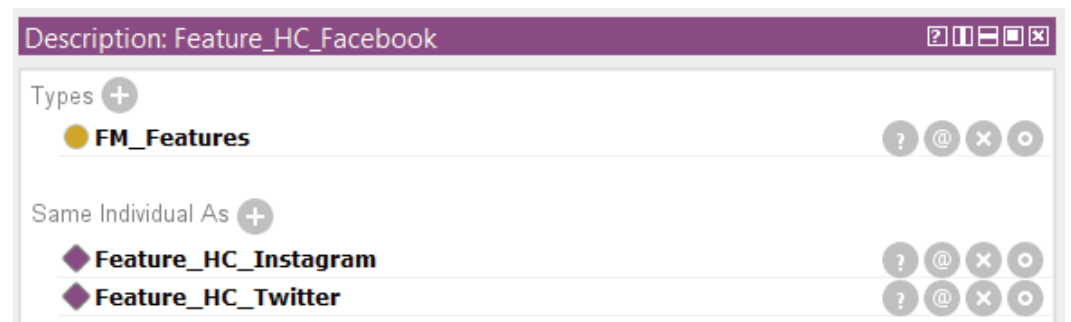 Description: Feature_HC_Facebook
Types
FM_Features
Same Individual As
Feature_HC_Instagram
Feature_HC_Twitter